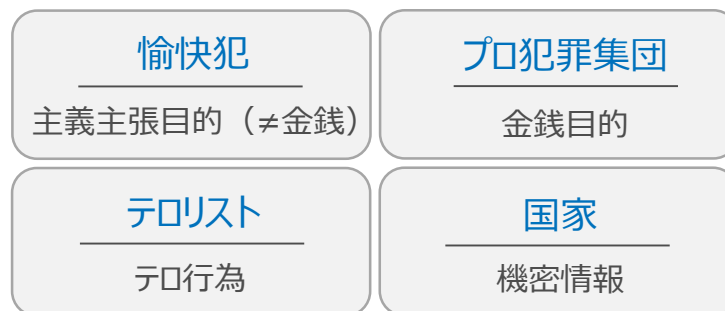 愉快犯
主義主張目的（≠金銭）
プロ犯罪集団
金銭目的
テロリスト
テロ行為
国家
機密情報